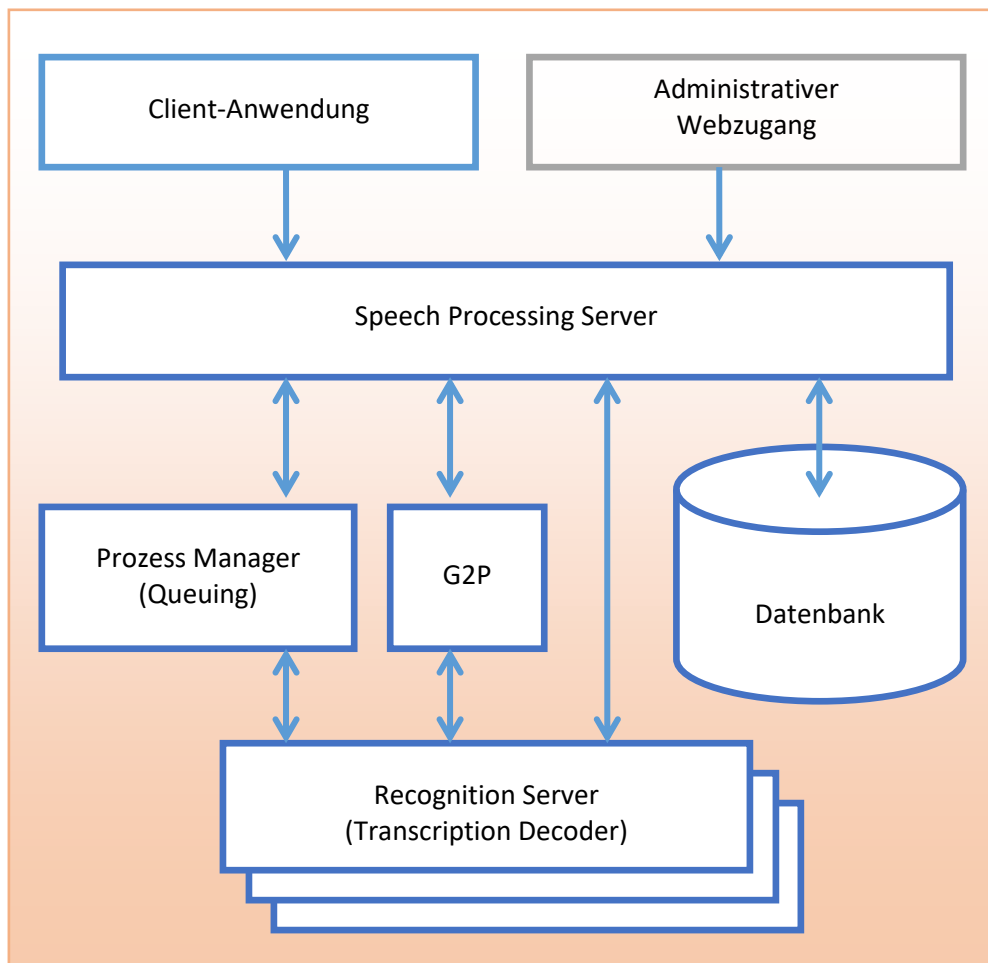 Client-Anwendung
Administrativer
Webzugang
Speech Processing Server
Prozess Manager
(Queuing)
G2P
Datenbank
Recognition Server
(Transcription Decoder)